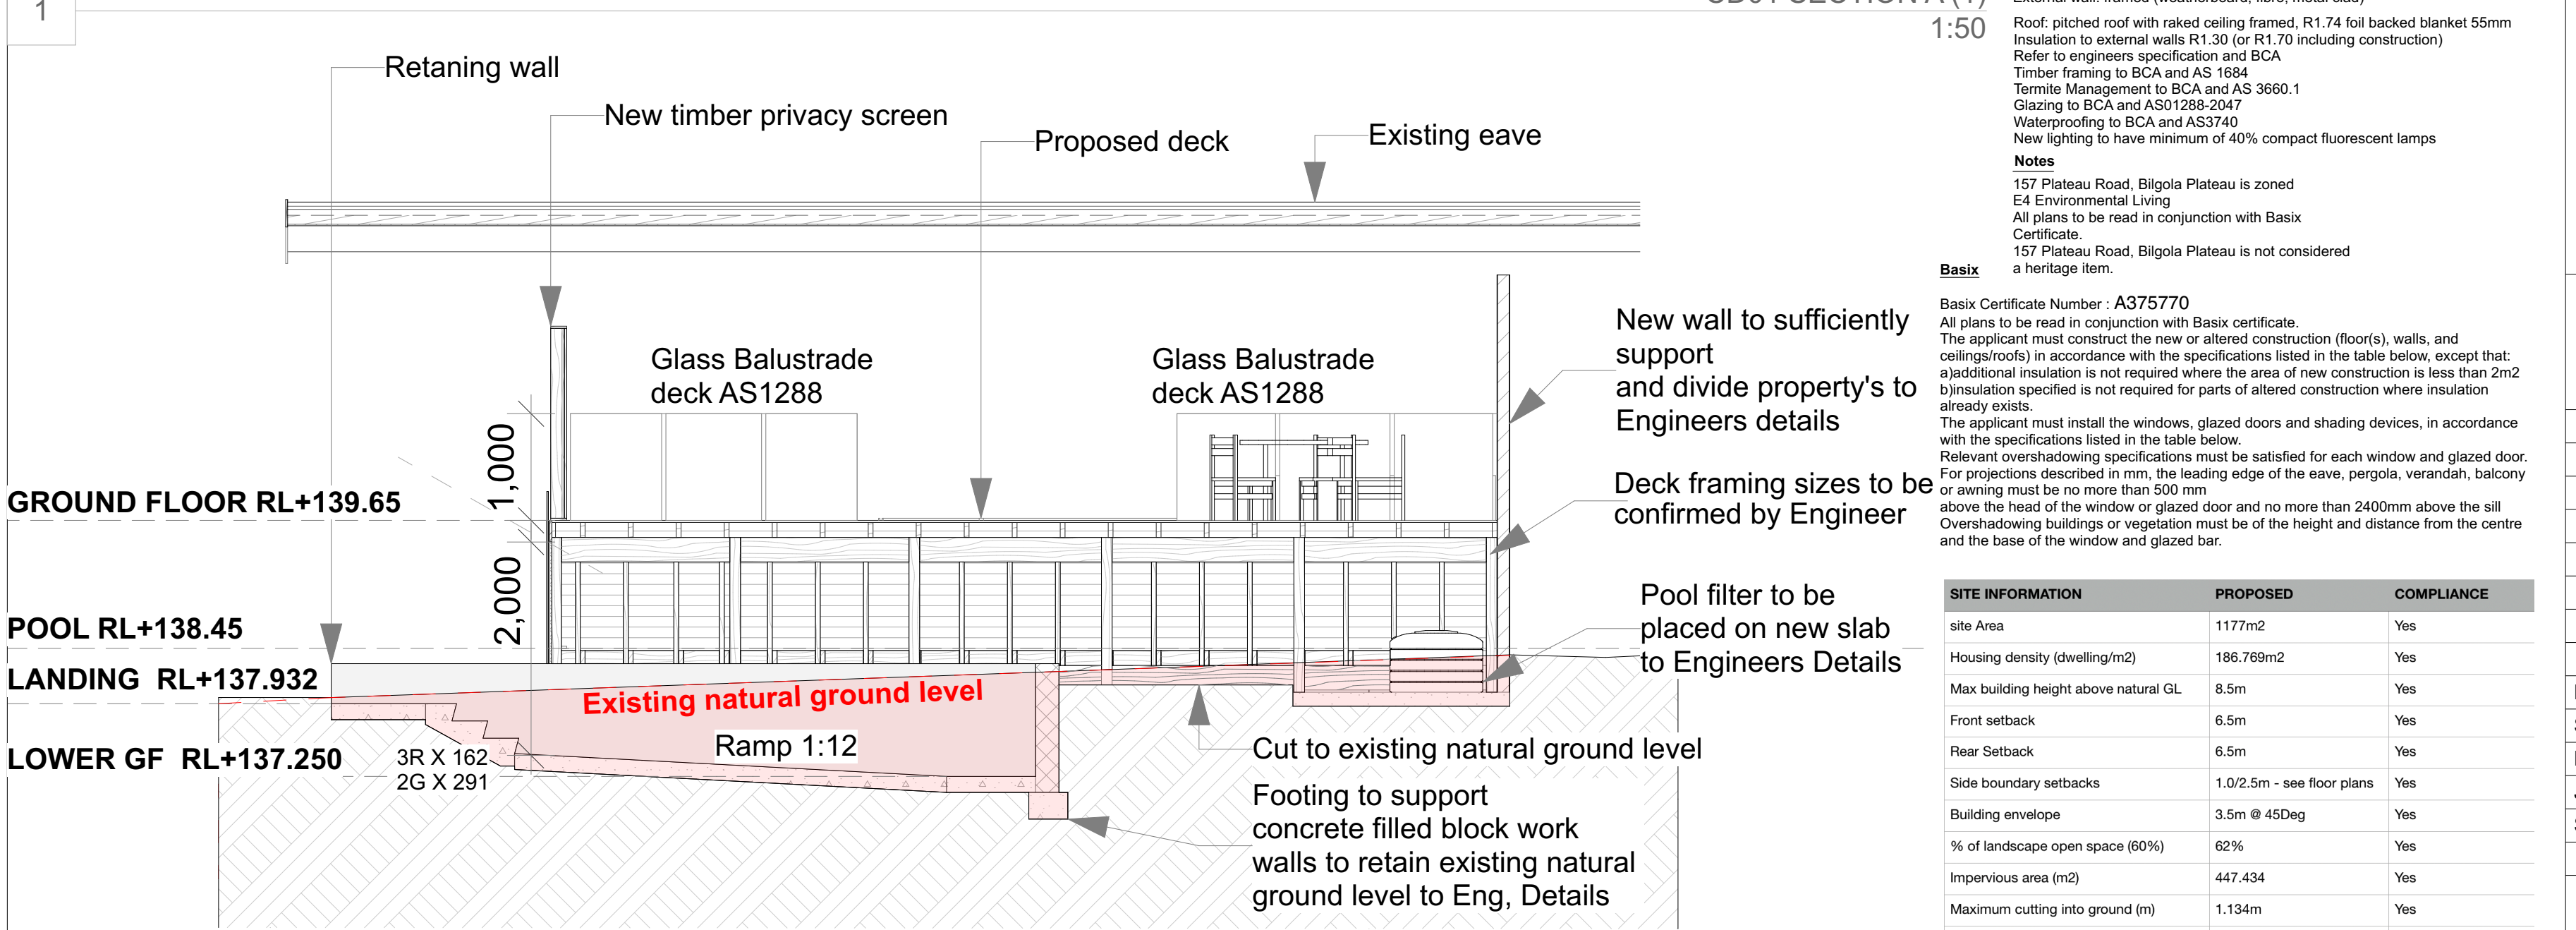 1
1:50
Retaning wall
New timber privacy screen
Proposed deck
Existing eave
Glass Balustrade
deck AS1288
Glass Balustrade
deck AS1288
New wall to sufficiently
support
and divide property's to
Engineers details
1,000
GROUND FLOOR RL+139.65
Deck framing sizes to be
confirmed by Engineer
2,000
POOL RL+138.45
LANDING RL+137.932
LOWER GF RL+137.250
Pool filter to be
placed on new slab
to Engineers Details
Existing natural ground level
Ramp 1:12
3R X 162
2G X 291
Cut to existing natural ground level
Footing to support
concrete filled block work
walls to retain existing natural
ground level to Eng, Details
Roof: pitched roof with raked ceiling framed, R1.74 foil backed blanket 55mm
Insulation to external walls R1.30 (or R1.70 including construction)
Refer to engineers specification and BCA
Timber framing to BCA and AS 1684
Termite Management to BCA and AS 3660.1
Glazing to BCA and AS01288-2047
Waterproofing to BCA and AS3740
New lighting to have minimum of 40% compact fluorescent lamps
Notes
157 Plateau Road, Bilgola Plateau is zoned
E4 Environmental Living
All plans to be read in conjunction with Basix
Certificate.
157 Plateau Road, Bilgola Plateau is not considered
a heritage item.
Basix
Basix Certificate Number : A375770
All plans to be read in conjunction with Basix certificate.
The applicant must construct the new or altered construction (floor(s), walls, and
ceilings/roofs) in accordance with the specifications listed in the table below, except that:
a)additional insulation is not required where the area of new construction is less than 2m2
b)insulation specified is not required for parts of altered construction where insulation
already exists.
The applicant must install the windows, glazed doors and shading devices, in accordance
with the specifications listed in the table below.
Relevant overshadowing specifications must be satisfied for each window and glazed door.
For projections described in mm, the leading edge of the eave, pergola, verandah, balcony
or awning must be no more than 500 mm
above the head of the window or glazed door and no more than 2400mm above the sill
Overshadowing buildings or vegetation must be of the height and distance from the centre
and the base of the window and glazed bar.
SITE INFORMATION PROPOSED COMPLIANCE
site Area 1177m2 Yes
Housing density (dwelling/m2) 186.769m2 Yes
Max building height above natural GL 8.5m Yes
Front setback 6.5m Yes
Rear Setback 6.5m Yes
Side boundary setbacks 1.0/2.5m - see floor plans Yes
Building envelope 3.5m @ 45Deg Yes
% of landscape open space (60%) 62% Yes
Impervious area (m2) 447.434 Yes
Maximum cutting into ground (m) 1.134m Yes